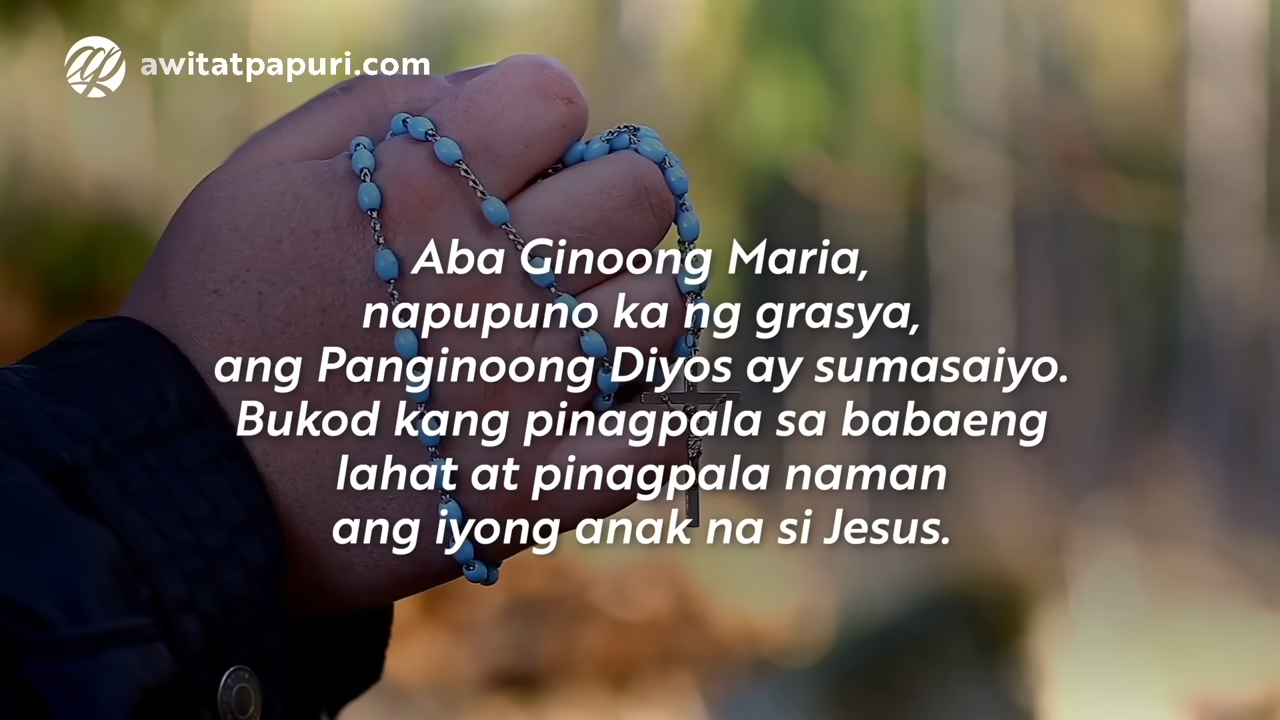 awitatpapuri.com
Aba Ginoong Maria,
napupuno ka ng grasya,
ang Panginoong Diyos ay sumasaiyo.
Bukod kang pinagpala sa babaeng
lahat at pinagpala naman
ang iyong anak na si Jesus.